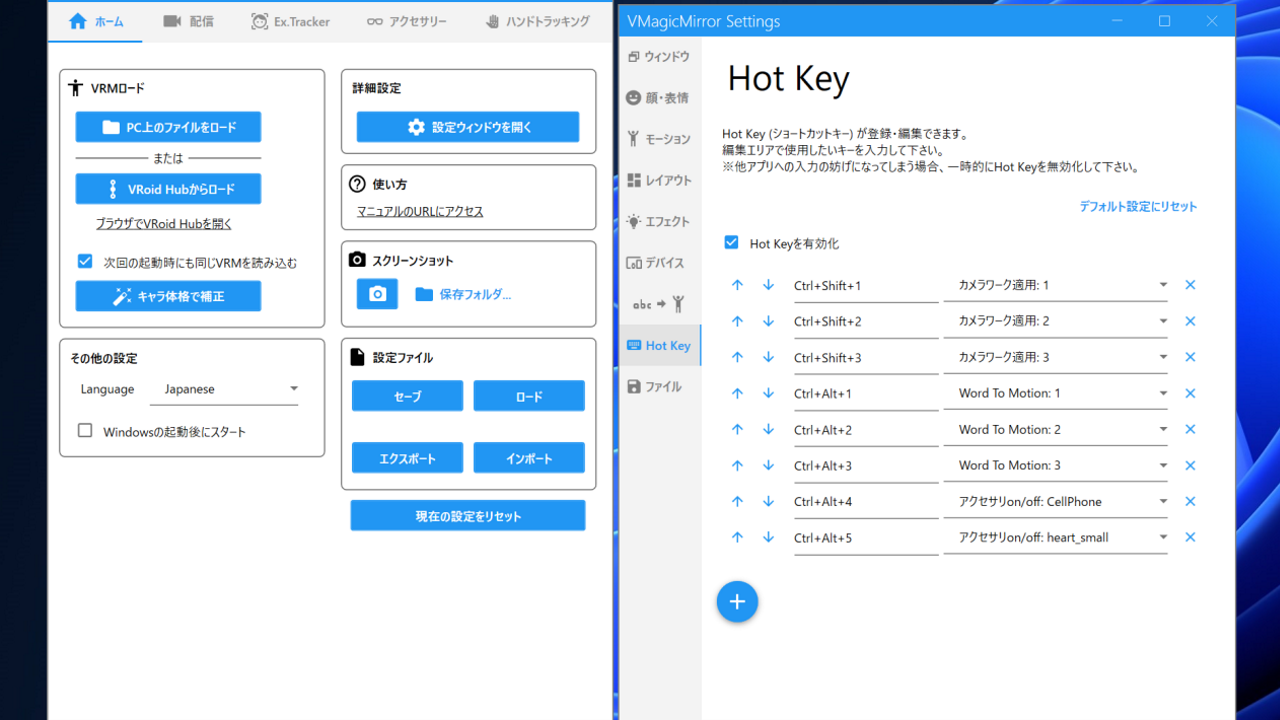 ホーム
配信
Ex.Tracker
アクセサリー
ハンドトラッキング
VRMロード
PC上のファイルをロード
または
VRoid Hubからロード
ブラウザでVRoid Hubを開く
次回の起動時にも同じVRMを読み込む
キャラ体格で補正
その他の設定
Language
Japanese
Windowsの起動後にスタート
詳細設定
設定ウィンドウを開く
使い方
マニュアルのURLにアクセス
スクリーンショット
保存フォルダ...
設定ファイル
セーブ
ロード
エクスポート
インポート
現在の設定をリセット
VMagicMirror Settings
ウィンドウ
顔・表情
モーション
レイアウト
エフェクト
デバイス
abc
Hot Key
ファイル
Hot Key
Hot Key (ショートカットキー) が登録・編集できます。
編集エリアで使用したいキーを入力して下さい。
※他アプリへの入力の妨げになってしまう場合、一時的にHot Keyを無効化して下さい。
デフォルト設定にリセット
Hot Keyを有効化
Ctrl+Shift+1 カメラワーク適用: 1
Ctrl+Shift+2 カメラワーク適用: 2
Ctrl+Shift+3 カメラワーク適用: 3
Ctrl+Alt+1 Word To Motion: 1
Ctrl+Alt+2 Word To Motion: 2
Ctrl+Alt+3 Word To Motion: 3
Ctrl+Alt+4 アクセサリon/off: CellPhone
Ctrl+Alt+5 アクセサリon/off: heart_small